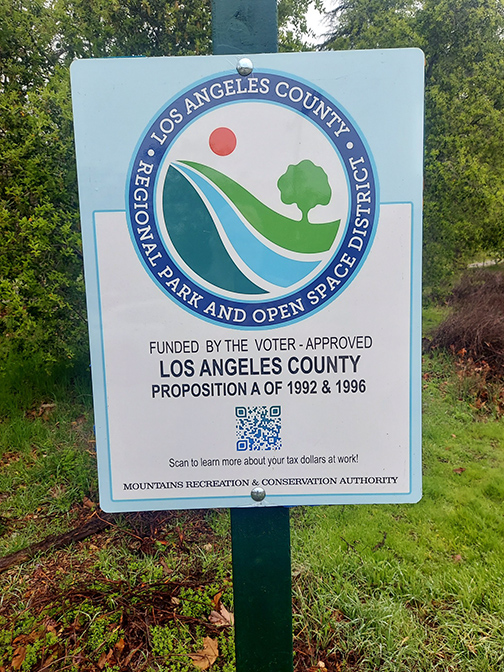 • LOS ANGELES COUNTY •
REGIONAL PARK AND OPEN SPACE DISTRICT
FUNDED BY THE VOTER - APPROVED
LOS ANGELES COUNTY
PROPOSITION A OF 1992 & 1996
Scan to learn more about your tax dollars at work!
MOUNTAINS RECREATION & CONSERVATION AUTHORITY